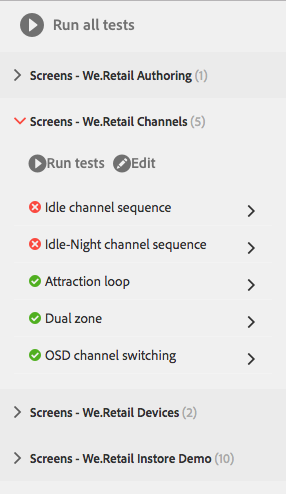 Run all tests
Screens - We.Retail Authoring (1)
Screens - We.Retail Channels (5)
Run tests Edit
Idle channel sequence
Idle-Night channel sequence
Attraction loop
Dual zone
OSD channel switching
Screens - We.Retail Devices (2)
Screens - We.Retail Instore Demo (10)